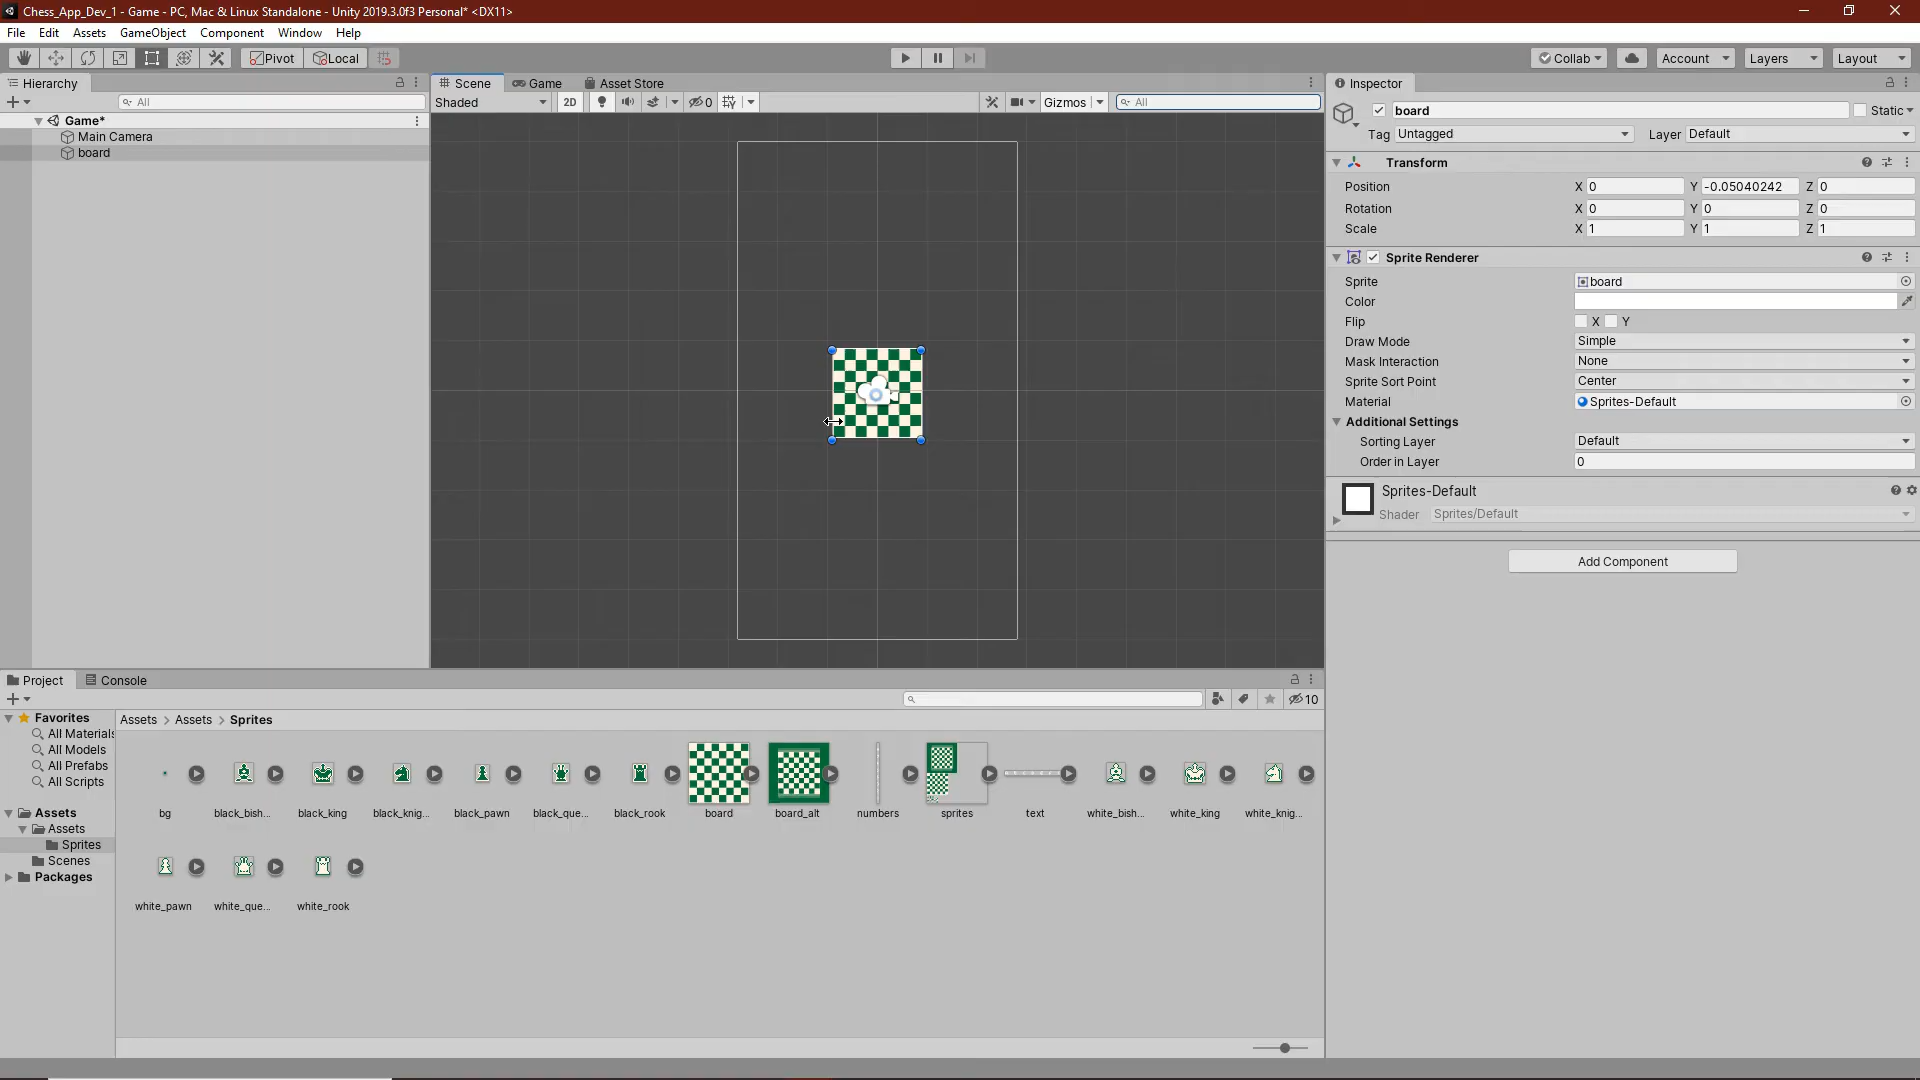 Chess_App_Dev_1 - Game - PC, Mac & Linux Standalone - Unity 2019.3.0f3 Personal* <DX11>
File Edit Assets GameObject Component Window Help
Pivot Local Collab Account Layers Layout
Hierarchy
All
Game*
Main Camera
board
Scene Game Asset Store
Shaded 2D 0 Gizmos All
Inspector
board Static
Tag Untagged Layer Default
Transform
Position X 0 Y -0.05040242 Z 0
Rotation X 0 Y 0 Z 0
Scale X 1 Y 1 Z 1
Sprite Renderer
Sprite board
Color
Flip X Y
Draw Mode Simple
Mask Interaction None
Sprite Sort Point Center
Material Sprites-Default
Additional Settings
Sorting Layer Default
Order in Layer 0
Sprites-Default
Shader Sprites/Default
Add Component
Project Console
10
Favorites
All Materials
All Models
All Prefabs
All Scripts
Assets
Assets
Sprites
Scenes
Packages
Assets > Assets > Sprites
bg black_bish... black_king black_knig... black_pawn black_que... black_rook board board_alt numbers sprites text white_bish... white_king white_knig...
white_pawn white_que... white_rook